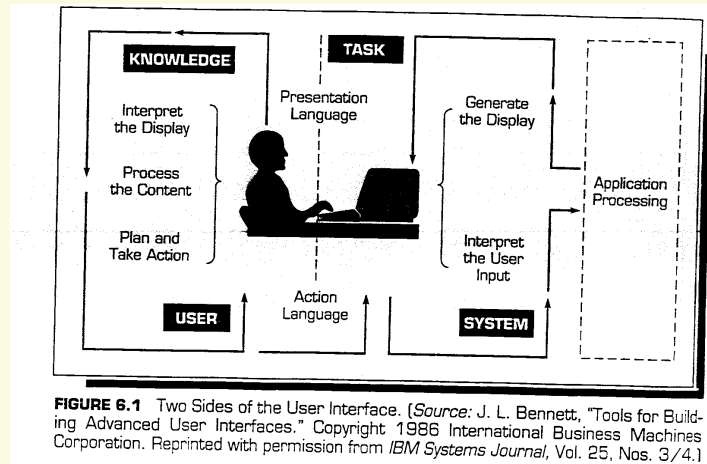 KNOWLEDGE
TASK
Interpret
the Display
Process
the Content
Plan and
Take Action
USER
Presentation
Language
Action
Language
Generate
the Display
Interpret
the User
Input
SYSTEM
Application
Processing
FIGURE 6.1 Two Sides of the User Interface. (Source: J. L. Bennett, "Tools for Build-
ing Advanced User Interfaces." Copyright 1986 International Business Machines
Corporation. Reprinted with permission from IBM Systems Journal, Vol. 25, Nos. 3/4.)